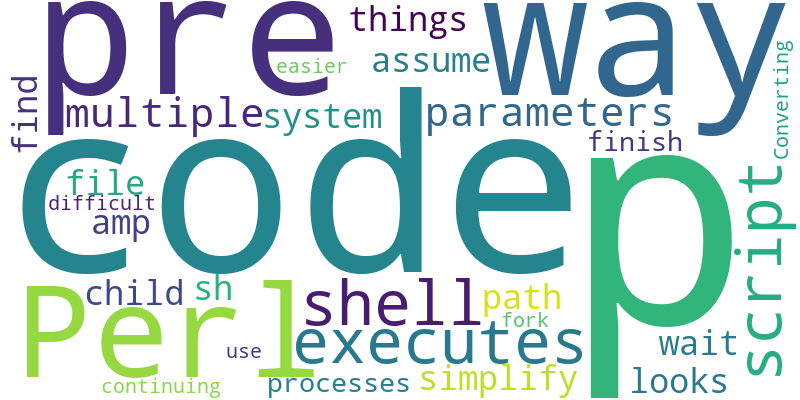 pre
way
things
easier
assume
find
multiple
system
parameters
Converting
finish
code
p
file
difficult
amp
script
child
sh
Perl
shell
path
fork
executes
use
wait
continuing
processes
simplify
looks